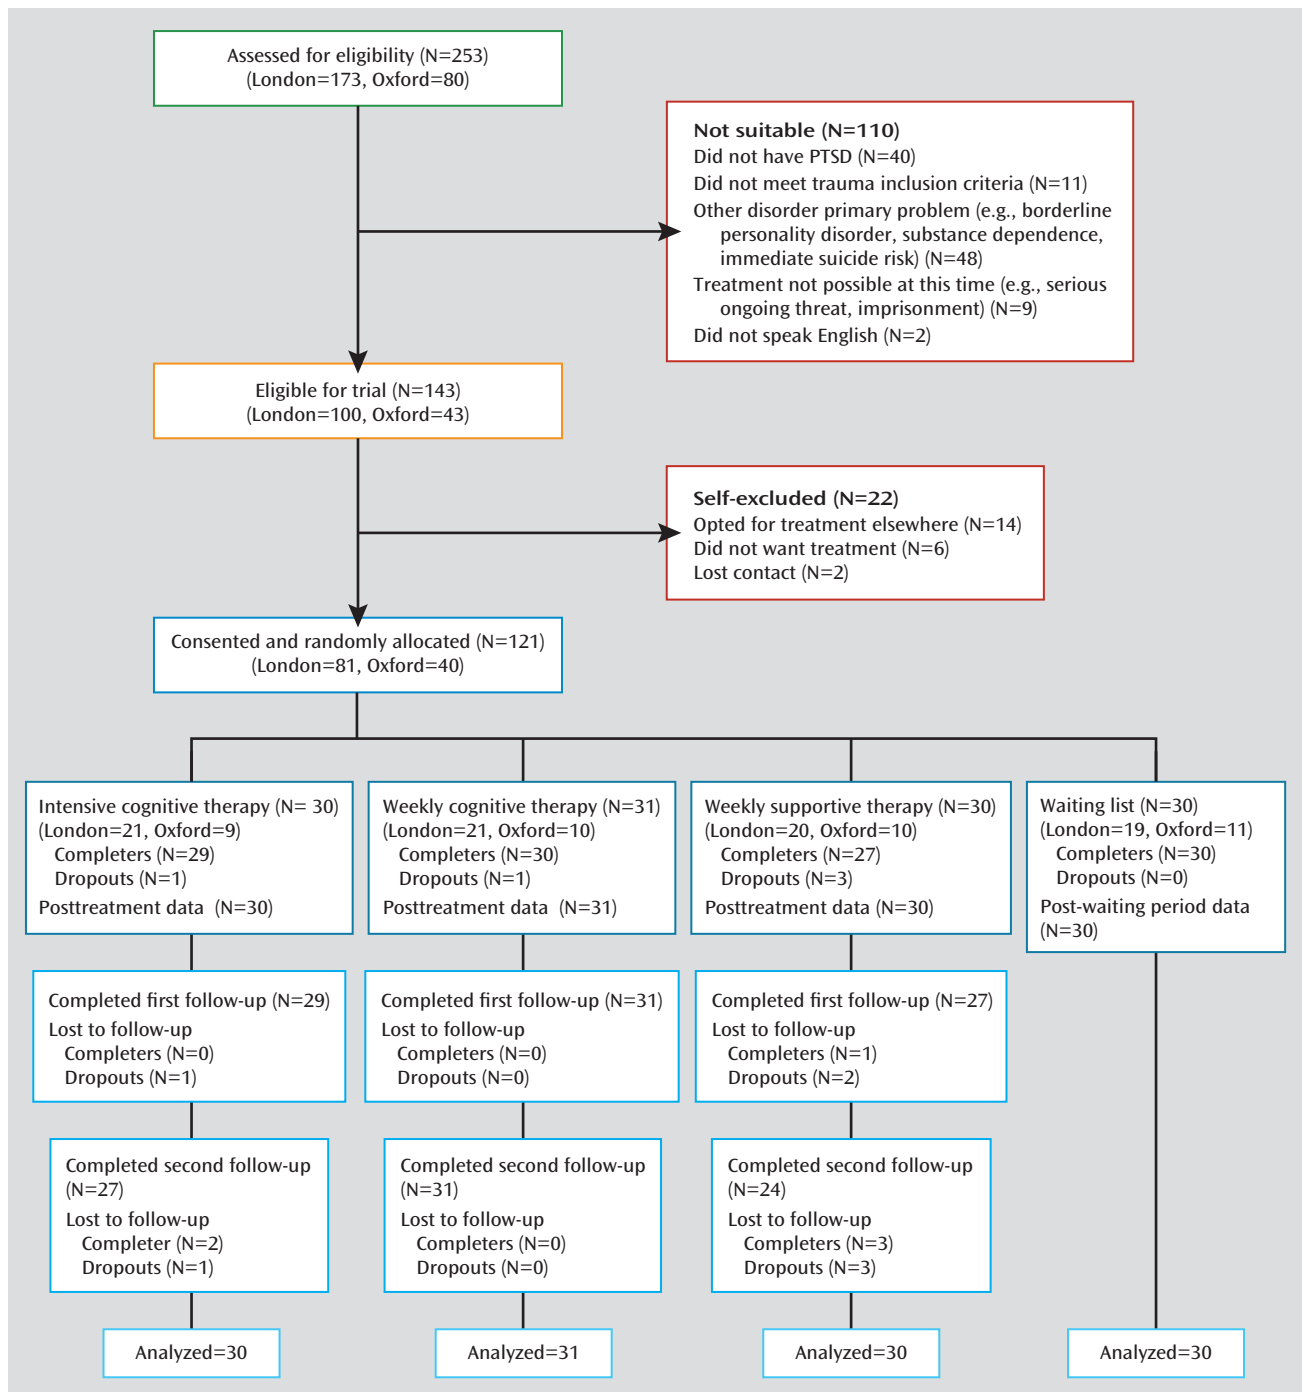 Assessed for eligibility (N=253)
(London=173, Oxford=80)
Not suitable (N=110)
Did not have PTSD (N=40)
Did not meet trauma inclusion criteria (N=11)
Other disorder primary problem (e.g., borderline
personality disorder, substance dependence,
immediate suicide risk) (N=48)
Treatment not possible at this time (e.g., serious
ongoing threat, imprisonment) (N=9)
Did not speak English (N=2)
Eligible for trial (N=143)
(London=100, Oxford=43)
Self-excluded (N=22)
Opted for treatment elsewhere (N=14)
Did not want treatment (N=6)
Lost contact (N=2)
Consented and randomly allocated (N=121)
(London=81, Oxford=40)
Intensive cognitive therapy (N= 30)
(London=21, Oxford=9)
Completers (N=29)
Dropouts (N=1)
Posttreatment data (N=30)
Weekly cognitive therapy (N=31)
(London=21, Oxford=10)
Completers (N=30)
Dropouts (N=1)
Posttreatment data (N=31)
Weekly supportive therapy (N=30)
(London=20, Oxford=10)
Completers (N=27)
Dropouts (N=3)
Posttreatment data (N=30)
Waiting list (N=30)
(London=19, Oxford=11)
Completers (N=30)
Dropouts (N=0)
Post-waiting period data
(N=30)
Completed first follow-up (N=29)
Lost to follow-up
Completers (N=0)
Dropouts (N=1)
Completed first follow-up (N=31)
Lost to follow-up
Completers (N=0)
Dropouts (N=0)
Completed first follow-up (N=27)
Lost to follow-up
Completers (N=1)
Dropouts (N=2)
Completed second follow-up
(N=27)
Lost to follow-up
Completer (N=2)
Dropouts (N=1)
Completed second follow-up
(N=31)
Lost to follow-up
Completers (N=0)
Dropouts (N=0)
Completed second follow-up
(N=24)
Lost to follow-up
Completers (N=3)
Dropouts (N=3)
Analyzed=30
Analyzed=31
Analyzed=30
Analyzed=30